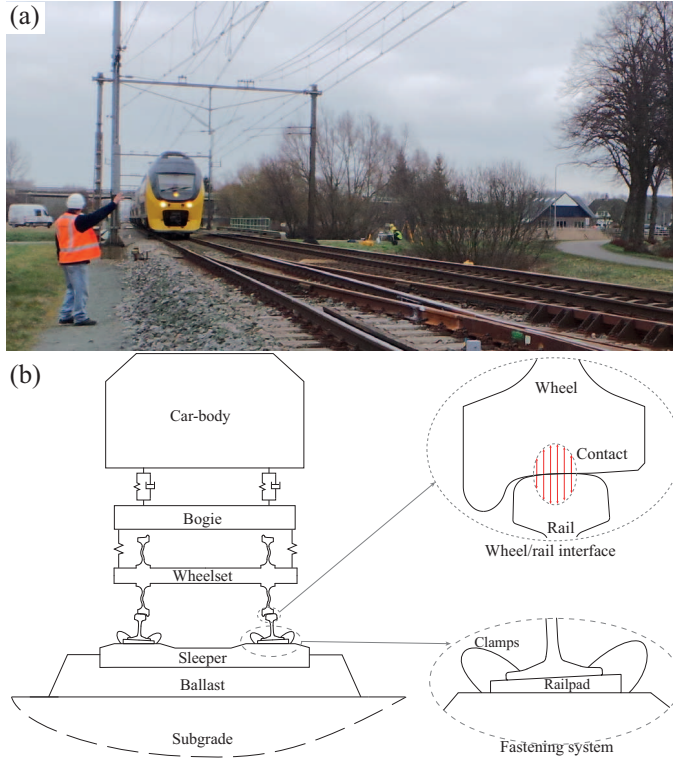 (a)
(b)
Car-body
Bogie
Wheelset
Sleeper
Ballast
Subgrade
Wheel
Contact
Rail
Wheel/rail interface
Clamps
Railpad
Fastening system